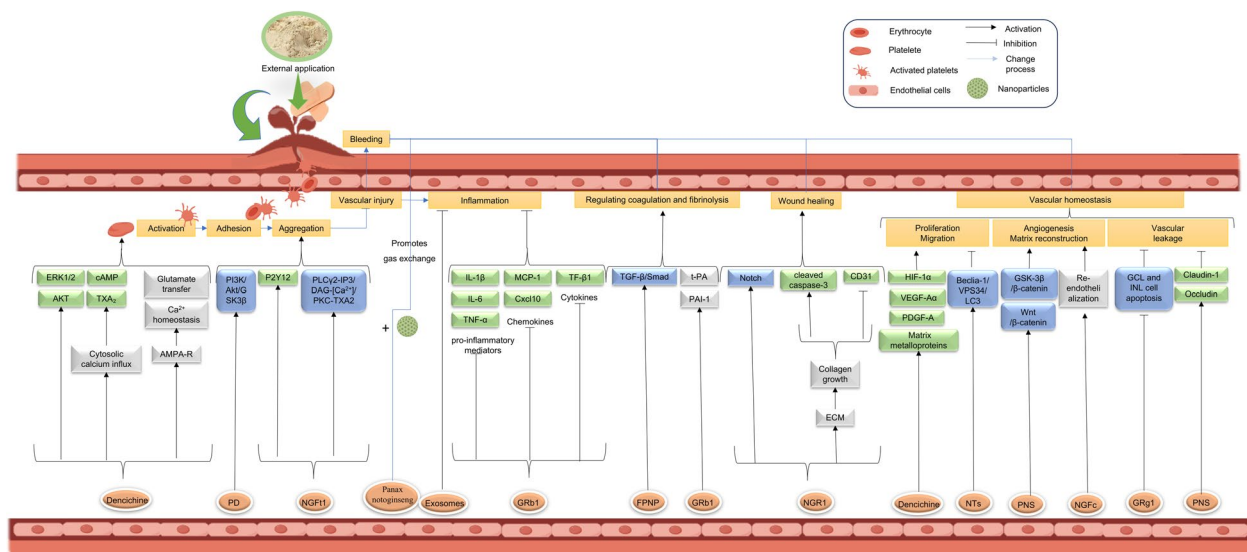 External application
Erythrocyte
Platelet
Activated platelets
Endothelial cells
Activation
Inhibition
Change
process
Nanoparticles
Bleeding
Vascular injury
Inflammation
Regulating coagulation and fibrinolysis
Wound healing
Vascular homeostasis
Activation
Adhesion
Aggregation
Promotes
gas exchange
Proliferation
Migration
Angiogenesis
Matrix reconstruction
Vascular
leakage
ERK1/2
cAMP
AKT
TXA₂
Glutamate
transfer
Ca²⁺
homeostasis
Cytosolic
calcium influx
AMPA-R
PI3K/
Akt/G
SK3β
P2Y12
PLCγ2-IP3/
DAG-[Ca²⁺]/
PKC-TXA2
+
IL-1β
IL-6
TNF-α
pro-inflammatory
mediators
MCP-1
Cxcl10
Chemokines
TF-β1
Cytokines
TGF-β/Smad
t-PA
PAI-1
Notch
cleaved
caspase-3
CD31
Collagen
growth
ECM
HIF-1α
VEGF-Aα
PDGF-A
Matrix
metalloproteins
Beclia-1/
VPS34/
LC3
GSK-3β
/β-catenin
Wnt
/β-catenin
Re-
endotheli
alization
GCL and
INL cell
apoptosis
Claudin-1
Occludin
Dencichine
PD
NGFt1
Panax
notoginseng
Exosomes
GRb1
FPNP
GRb1
NGR1
Dencichine
NTs
PNS
NGFc
GRg1
PNS